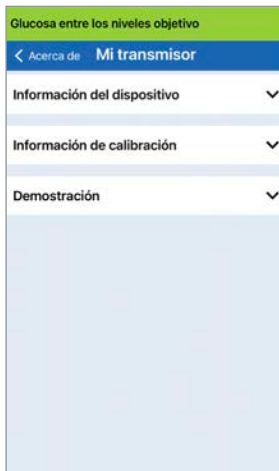 Glucosa entre los niveles objetivo
Acerca de Mi transmisor
Información del dispositivo
Información de calibración
Demostración